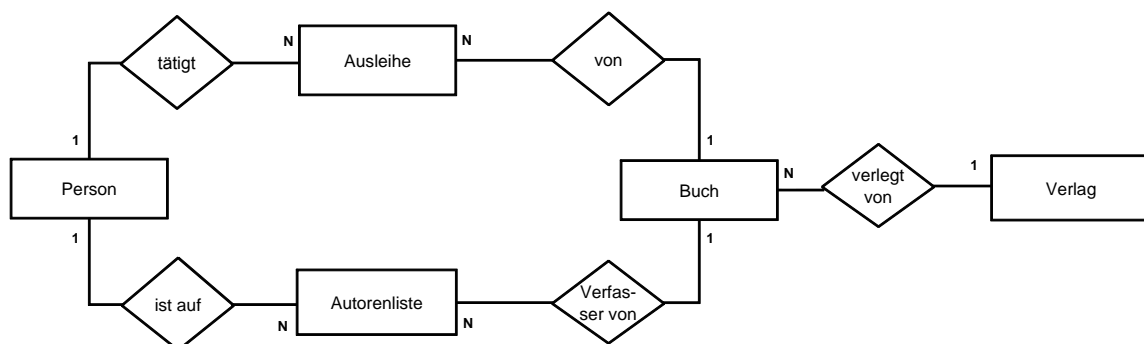 N
N
tätigt
Ausleihe
von
1
1
Person
Buch
N
verlegt
von
1
Verlag
1
1
ist auf
N
Autorenliste
N
Verfas-
ser von